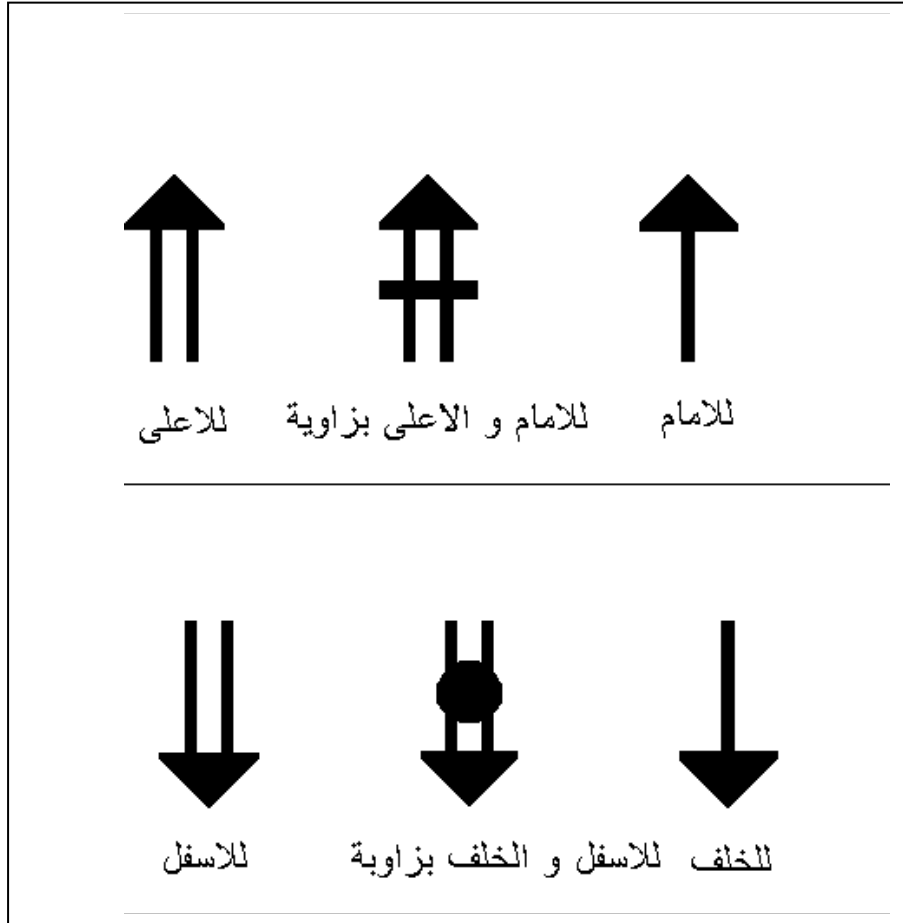 للامام للامام و الاعلى بزاوية للاعلى
للخلف للاسفل و الخلف بزاوبة للاسفل